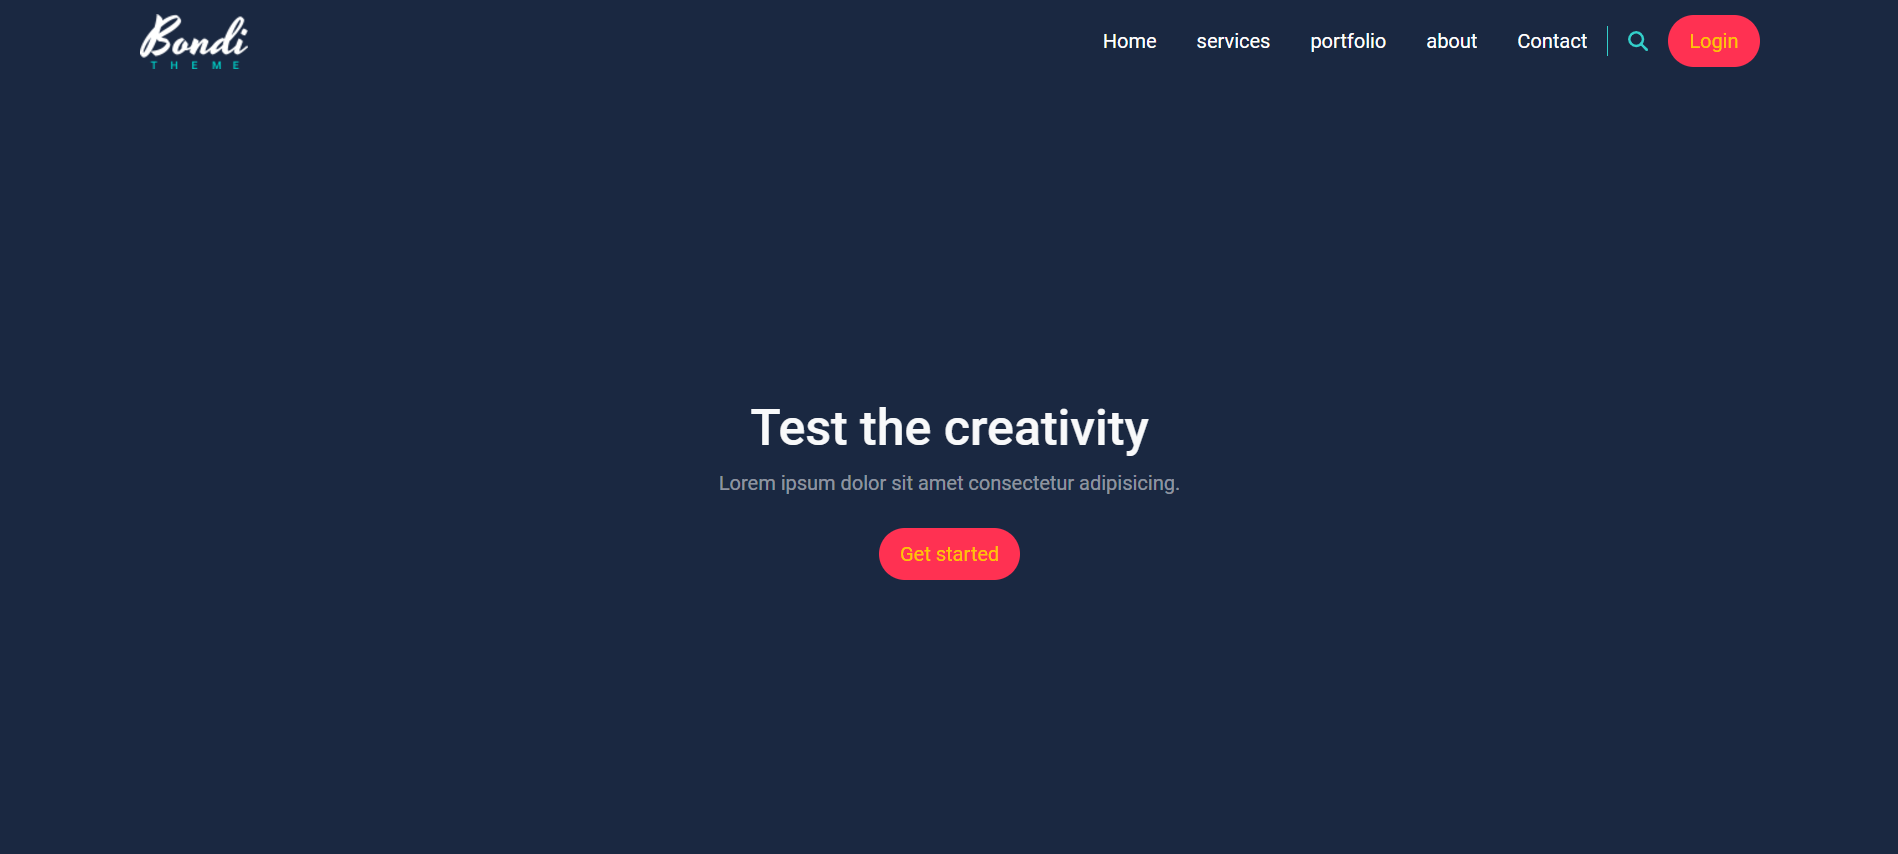 Bondi
THEME
Home services portfolio about Contact Login
Test the creativity
Lorem ipsum dolor sit amet consectetur adipisicing.
Get started